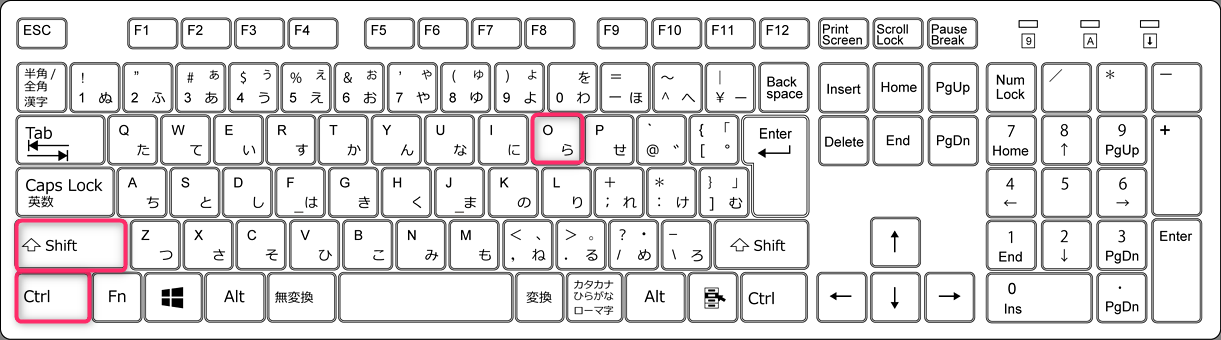 ESC F1 F2 F3 F4 F5 F6 F7 F8 F9 F10 F11 F12 Print Screen Scroll Lock Pause Break 9 A ⬇
半角/全角 漢字 ! 1 ぬ " 2 ふ # ぁ 3 あ $ ぅ 4 う % ぇ 5 え & ぉ 6 お ' ゃ 7 や ( ゅ 8 ゆ ) ょ 9 よ を 0 わ = － ほ ～ ^ へ | ¥ ー Back space Insert Home PgUp Num Lock ／ ＊ －
Tab Q た W て E い R す T か Y ん U な I に O ら P せ ` @ ゛ { 「 [ ° Enter Delete End PgDn 7 Home 8 ↑ 9 PgUp +
Caps Lock 英数 A ち S と D し F _ は G き H く J _ ま K の L り + ; れ * : け } 」 ] む 4 ← 5 6 →
⇧ Shift Z つ X さ C そ V ひ B こ N み M も < 、 , ね > 。 . る ? ・ / め _ \ ろ ⇧ Shift ↑ 1 End 2 ↓ 3 PgDn Enter
Ctrl Fn Alt 無変換 変換 カタカナ ひらがな ローマ字 Alt Ctrl ← ↓ → 0 Ins . PgDn